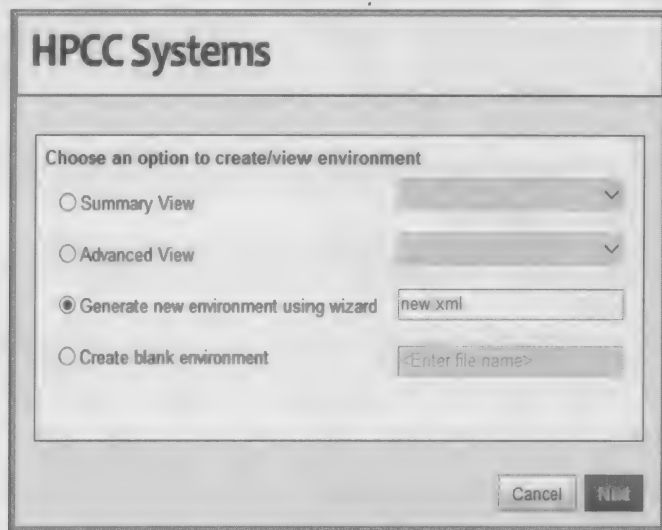 HPCC Systems
Choose an option to create/view environment
Summary View
Advanced View
Generate new environment using wizard
new xml
Create blank environment
<Enter file name>
Cancel